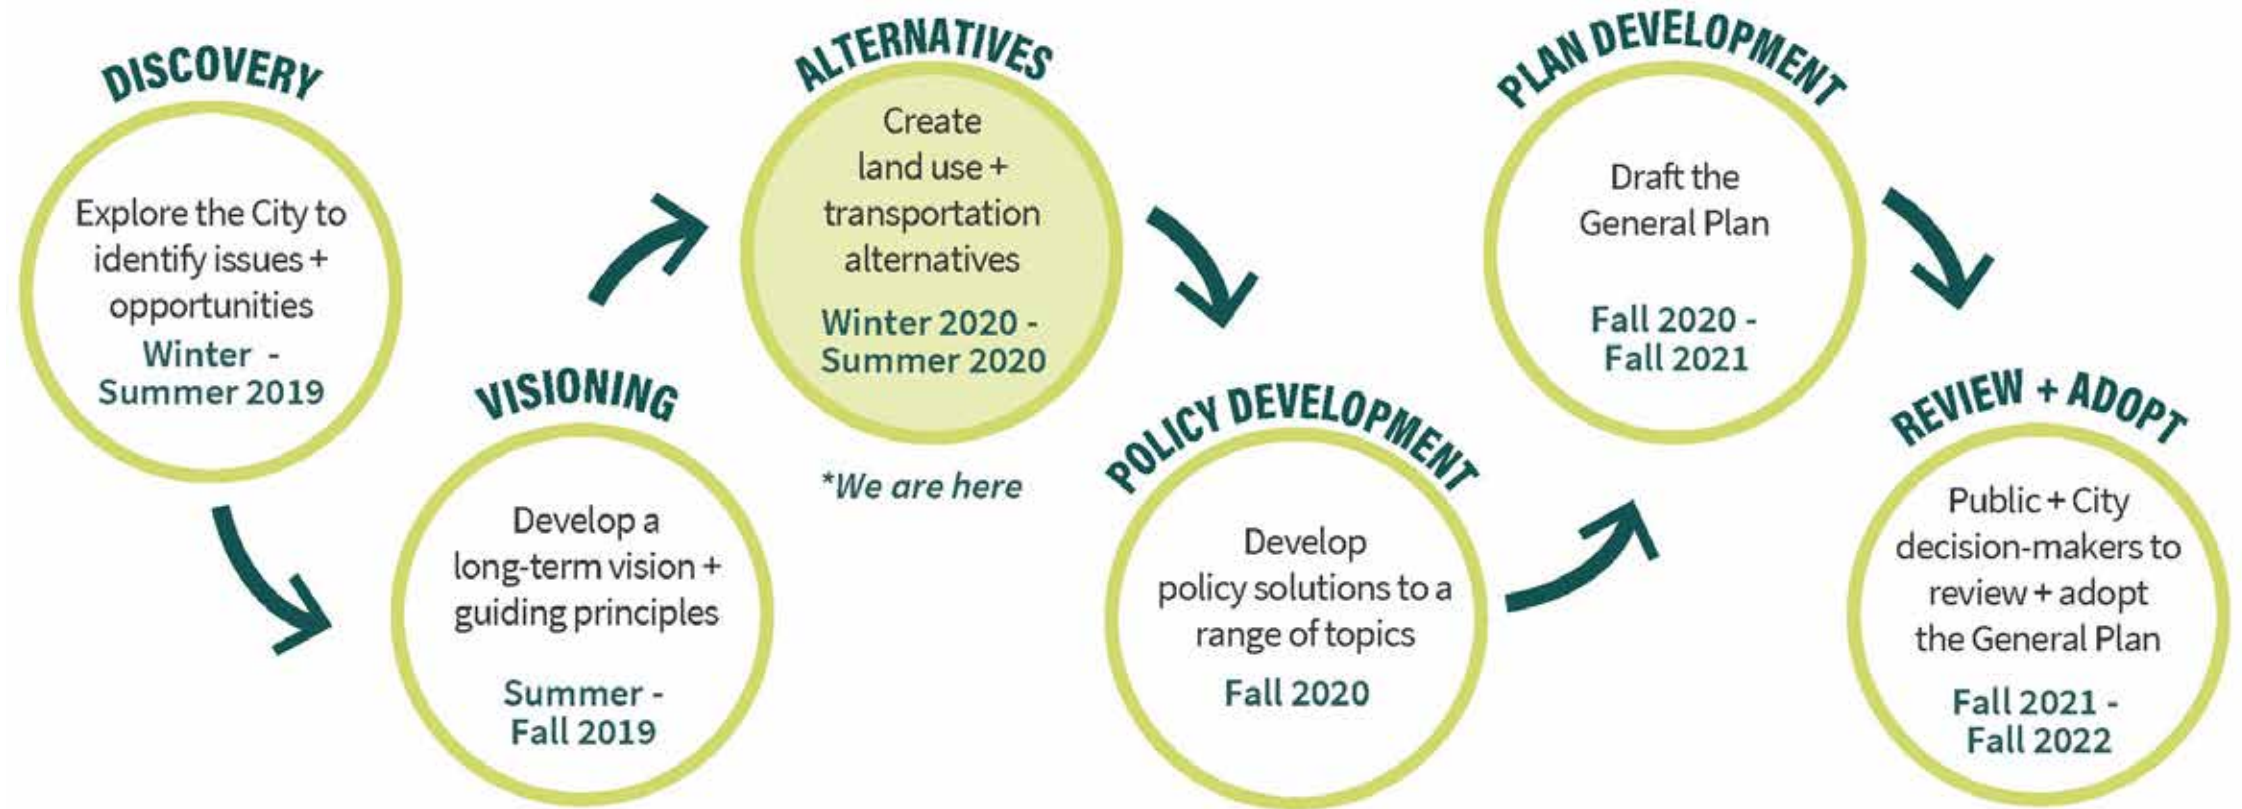 DISCOVERY
Explore the City to
identify issues +
opportunities
Winter -
Summer 2019
VISIONING
Develop a
long-term vision +
guiding principles
Summer -
Fall 2019
ALTERNATIVES
Create
land use +
transportation
alternatives
Winter 2020 -
Summer 2020
*We are here
POLICY DEVELOPMENT
Develop
policy solutions to a
range of topics
Fall 2020
PLAN DEVELOPMENT
Draft the
General Plan
Fall 2020 -
Fall 2021
REVIEW + ADOPT
Public + City
decision-makers to
review + adopt
the General Plan
Fall 2021 -
Fall 2022